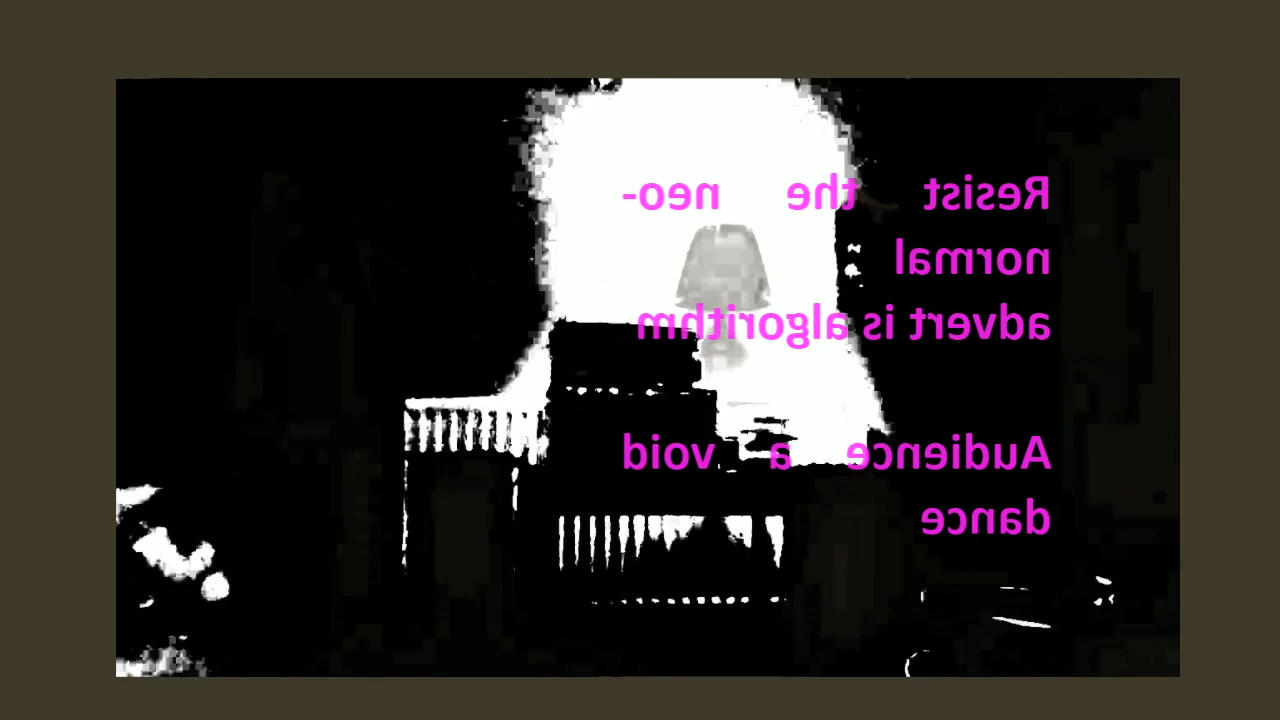 Resist the neo-
normal
advert is algorithm
Audience a void
dance